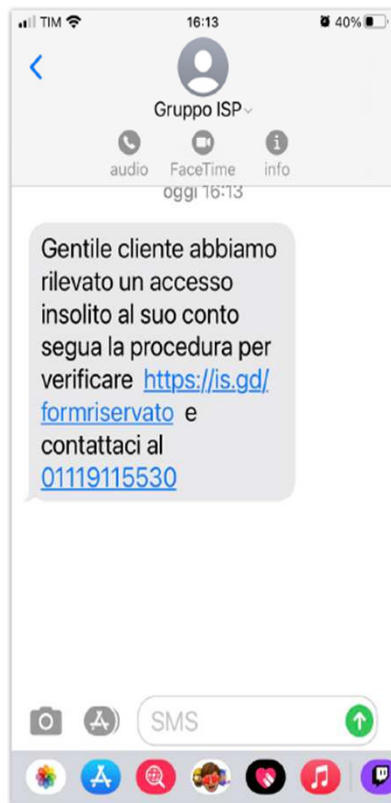 TIM 16:13 40%
Gruppo ISP
audio FaceTime info
oggi 16:13
Gentile cliente abbiamo
rilevato un accesso
insolito al suo conto
segua la procedura per
verificare https://is.gd/
formriservato e
contattaci al
01119115530
SMS